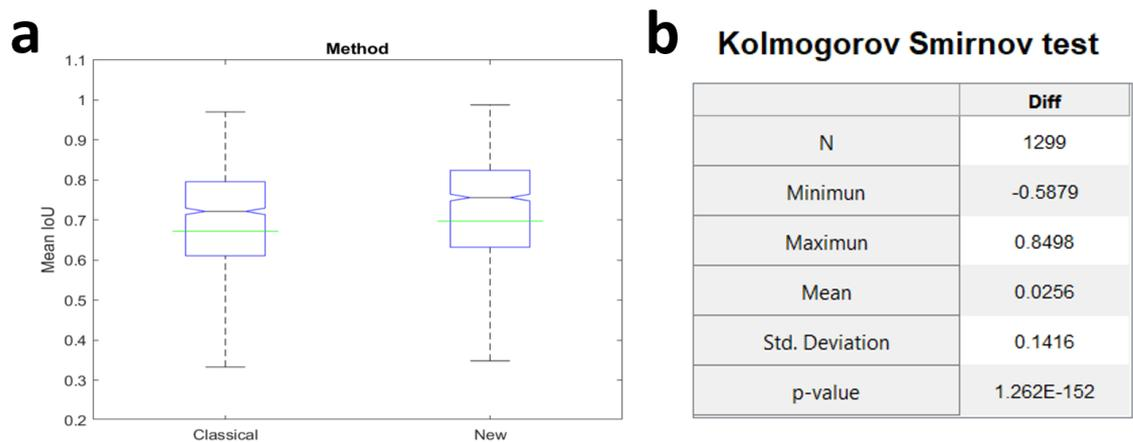 a
Method
1.1
1
0.9
0.8
0.7
0.6
0.5
0.4
0.3
0.2
Mean IoU
Classical
New
b
Kolmogorov Smirnov test
Diff
N 1299
Minimun -0.5879
Maximun 0.8498
Mean 0.0256
Std. Deviation 0.1416
p-value 1.262E-152